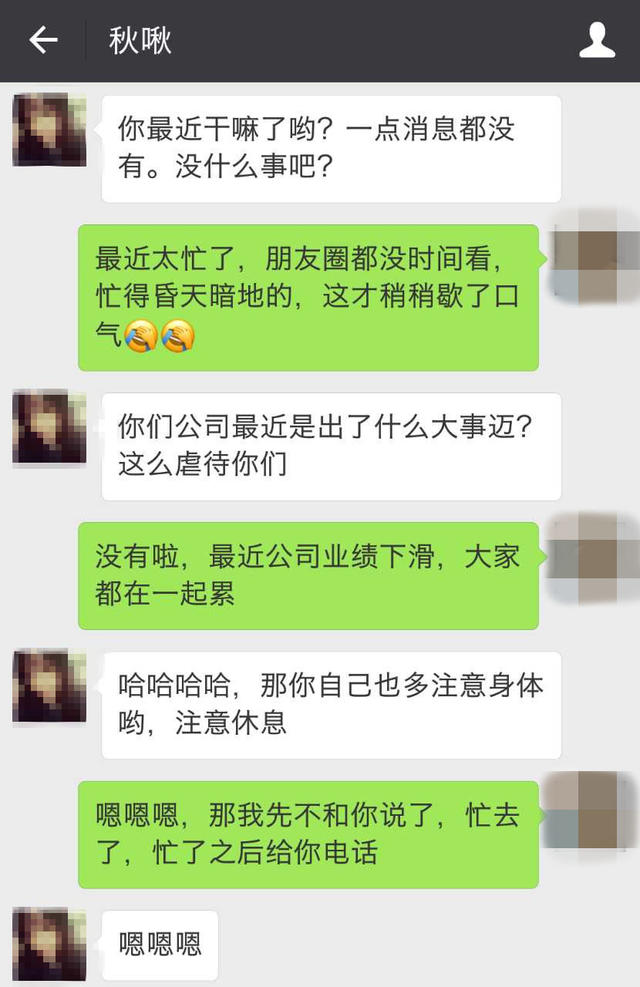 秋啾
你最近干嘛了哟？一点消息都没
有。没什么事吧？
最近太忙了，朋友圈都没时间看，
忙得昏天暗地的，这才稍稍歇了口
气🤦🤦
你们公司最近是出了什么大事迈？
这么虐待你们
没有啦，最近公司业绩下滑，大家
都在一起累
哈哈哈哈，那你自己也多注意身体
哟，注意休息
嗯嗯嗯，那我先不和你说了，忙去
了，忙了之后给你电话
嗯嗯嗯